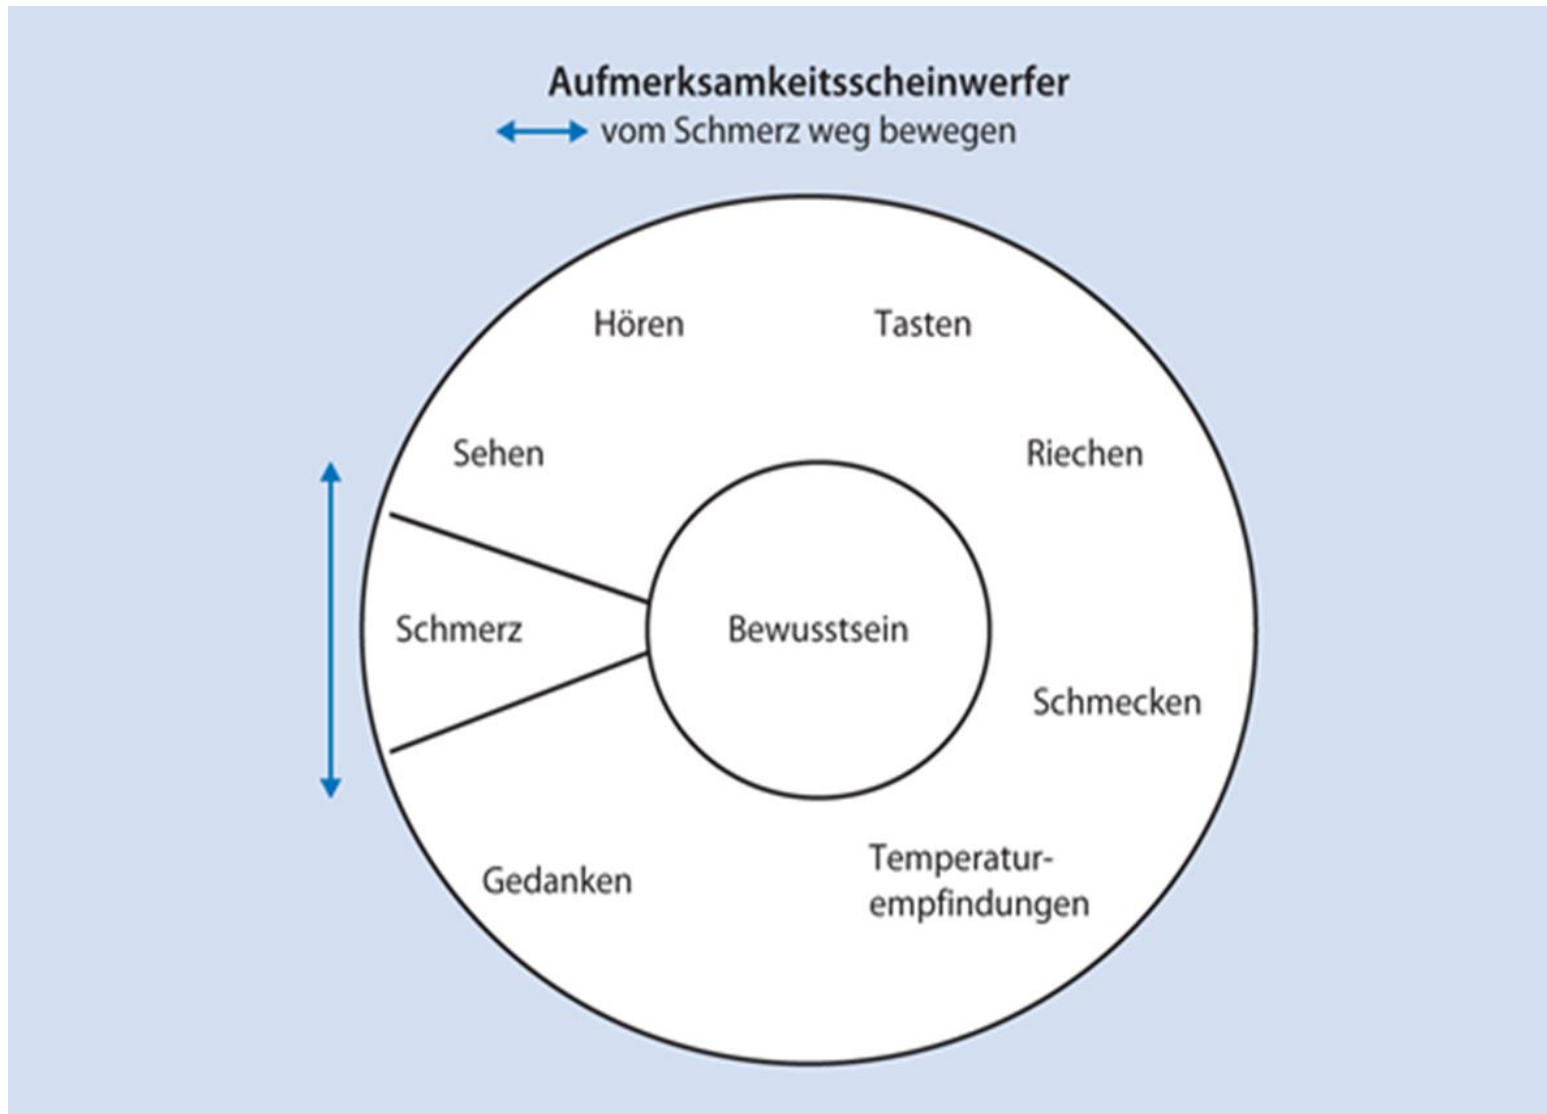 Aufmerksamkeitsscheinwerfer
vom Schmerz weg bewegen
Hören
Tasten
Sehen
Riechen
Schmerz
Bewusstsein
Schmecken
Gedanken
Temperatur-
empfindungen